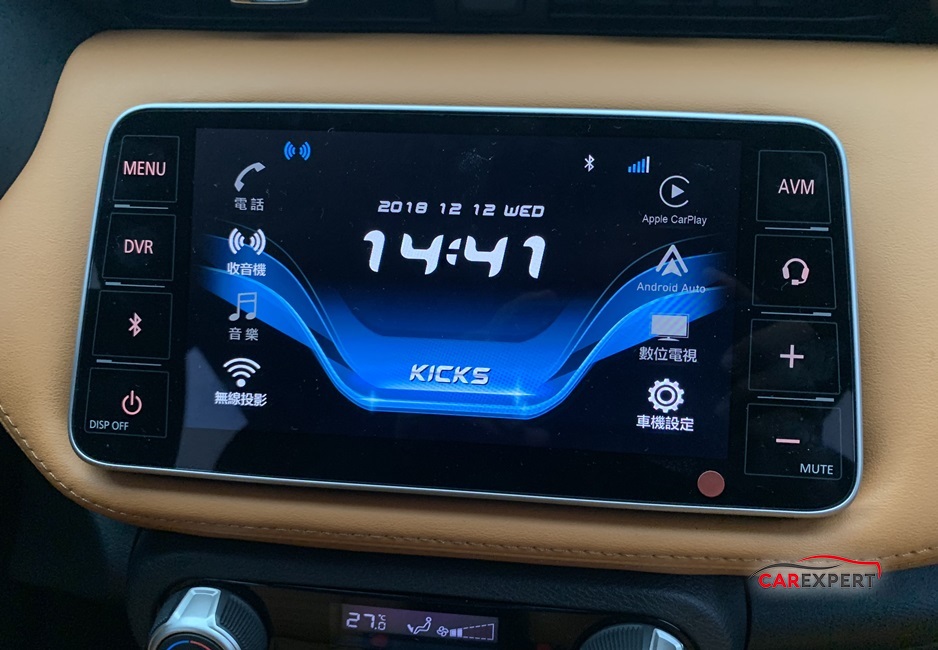 MENU
DVR
DISP OFF
電話
收音機
音樂
無線投影
2018 12 12 WED
14:41
KICKS
Apple CarPlay
Android Auto
數位電視
車機設定
AVM
+
−
MUTE
27.0°C
CAREXPERT